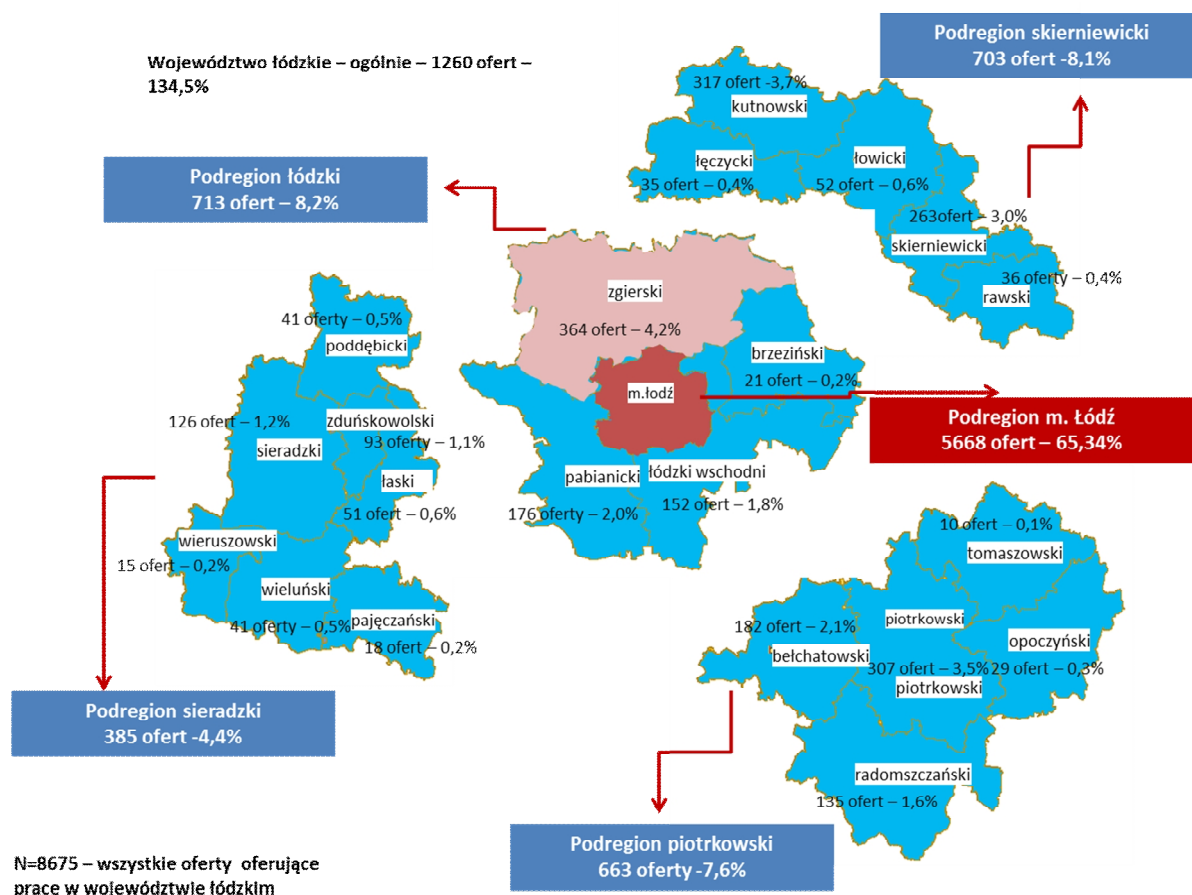 Województwo łódzkie – ogólnie – 1260 ofert –
134,5%
Podregion skierniewicki
703 ofert -8,1%
317 ofert -3,7%
kutnowski
łęczycki
35 ofert – 0,4%
łowicki
52 ofert – 0,6%
263ofert – 3,0%
skierniewicki
36 oferty – 0,4%
rawski
Podregion łódzki
713 ofert – 8,2%
zgierski
364 ofert – 4,2%
brzeziński
21 ofert – 0,2%
m.łodź
Podregion m. Łódź
5668 ofert – 65,34%
pabianicki
176 oferty – 2,0%
łódzki wschodni
152 ofert – 1,8%
41 oferty – 0,5%
poddębicki
126 ofert – 1,2%
sieradzki
zduńskowolski
93 oferty – 1,1%
łaski
51 ofert – 0,6%
wieruszowski
15 ofert – 0,2%
wieluński
41 oferty – 0,5%
pajęczański
18 ofert – 0,2%
Podregion sieradzki
385 ofert -4,4%
10 ofert – 0,1%
tomaszowski
182 ofert – 2,1%
bełchatowski
piotrkowski
307 ofert – 3,5%
piotrkowski
opoczyński
29 ofert – 0,3%
radomszczański
135 ofert – 1,6%
Podregion piotrkowski
663 oferty -7,6%
N=8675 – wszystkie oferty oferujące
prace w województwie łódzkim